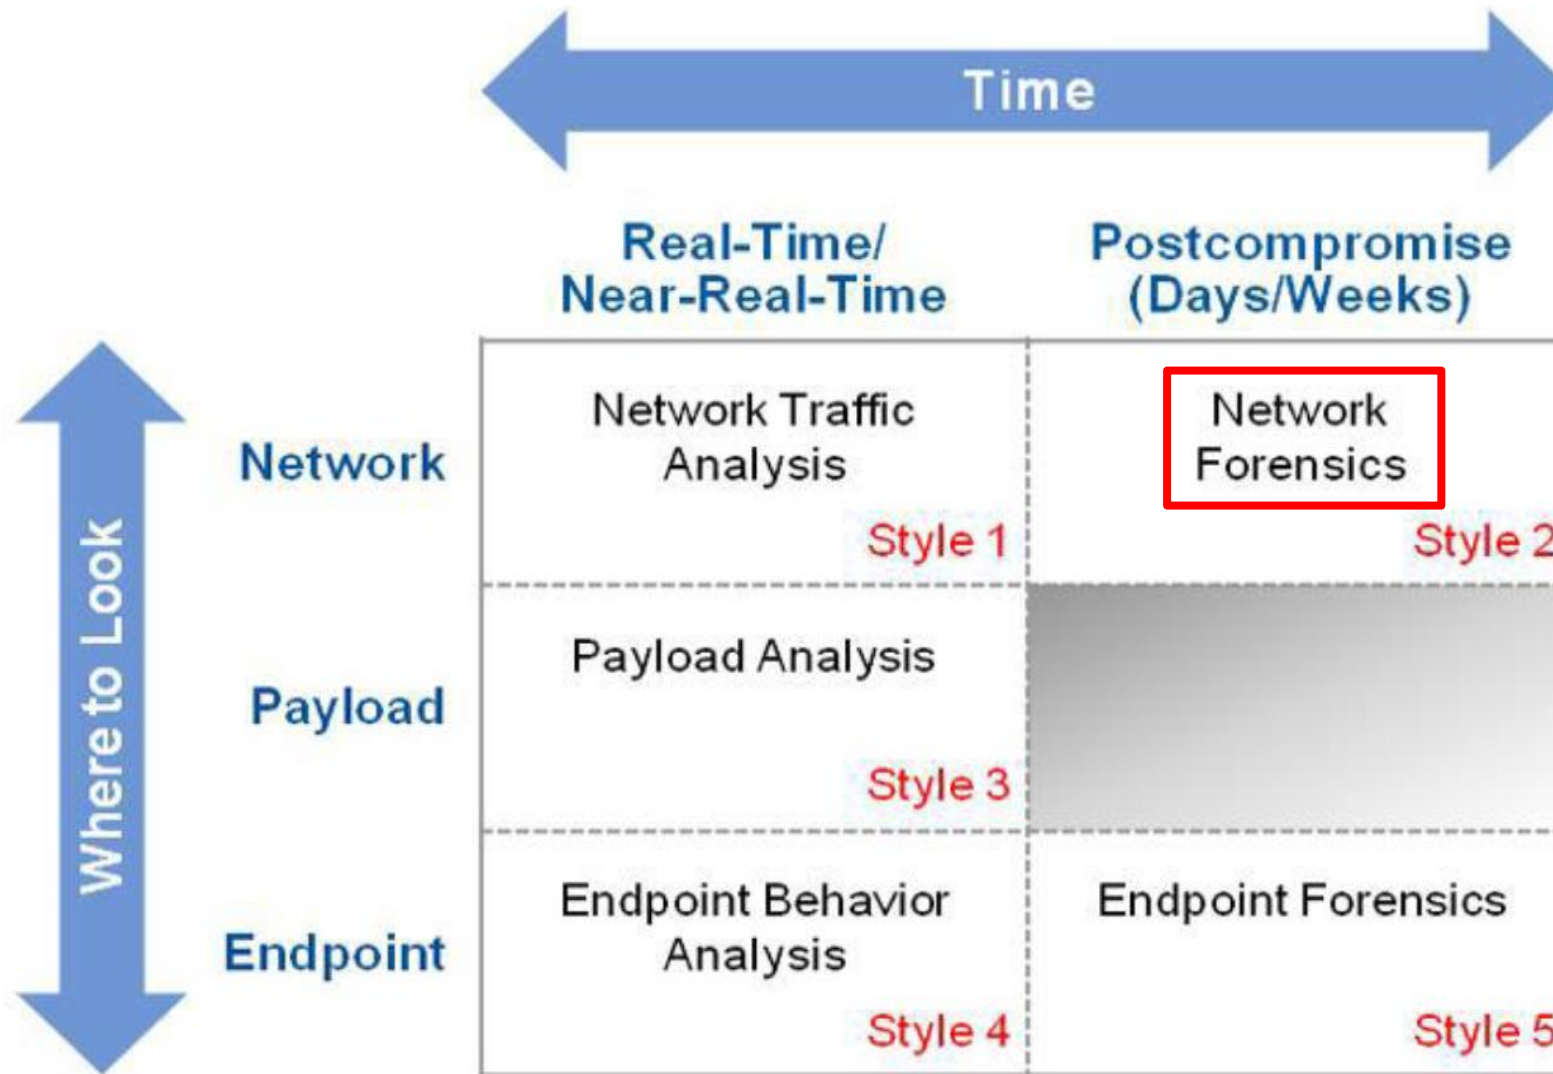 Time
Real-Time/
Near-Real-Time
Postcompromise
(Days/Weeks)
Where to Look
Network
Network Traffic
Analysis
Style 1
Network
Forensics
Style 2
Payload
Payload Analysis
Style 3
Endpoint
Endpoint Behavior
Analysis
Style 4
Endpoint Forensics
Style 5